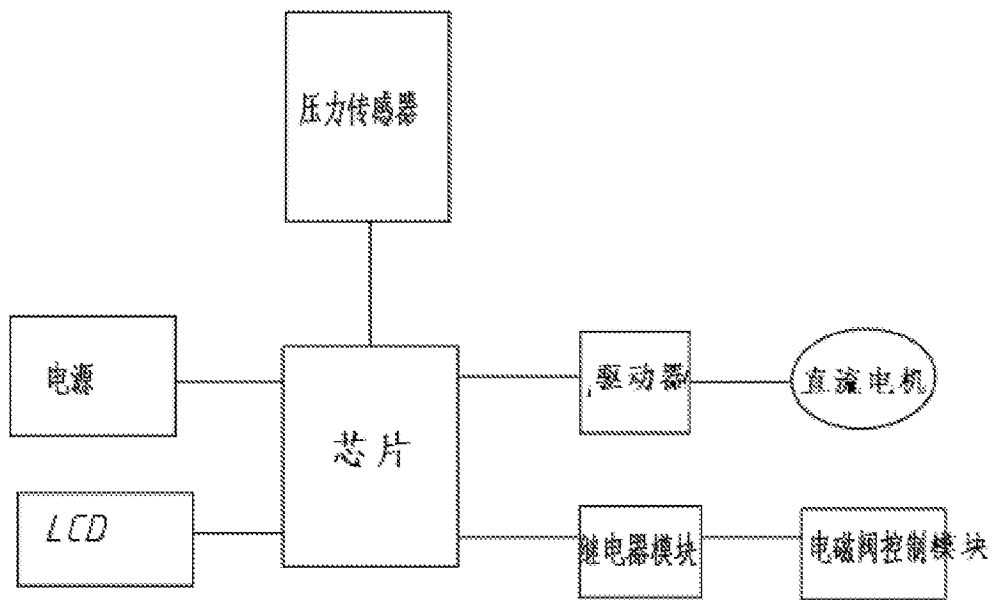 压力传感器
电源
驱动器
直流电机
芯片
LCD
继电器模块
电磁阀控制模块